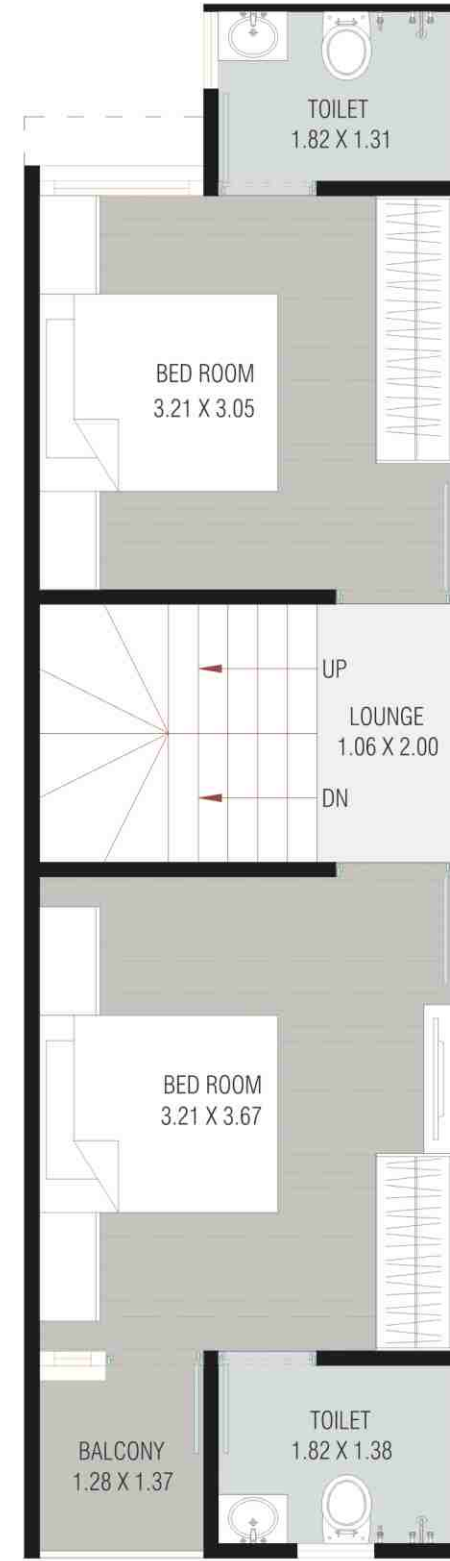 TOILET
1.82 X 1.31
BED ROOM
3.21 X 3.05
UP
LOUNGE
1.06 X 2.00
DN
BED ROOM
3.21 X 3.67
TOILET
1.82 X 1.38
BALCONY
1.28 X 1.37